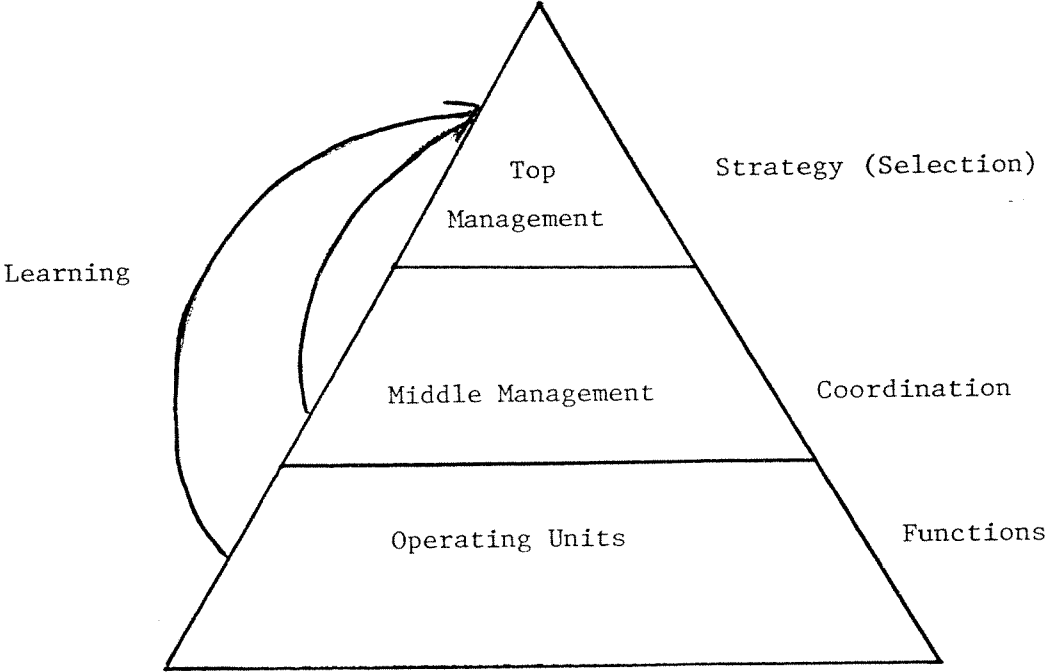 Top
Management
Strategy (Selection)
Learning
Middle Management
Coordination
Operating Units
Functions